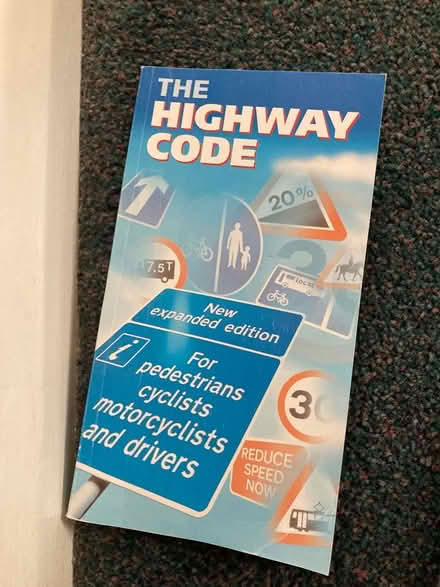 THE
HIGHWAY
CODE
20%
7.5T
LOCAL
New
expanded edition
i
For
pedestrians
cyclists
motorcyclists
and drivers
30
REDUCE
SPEED
NOW